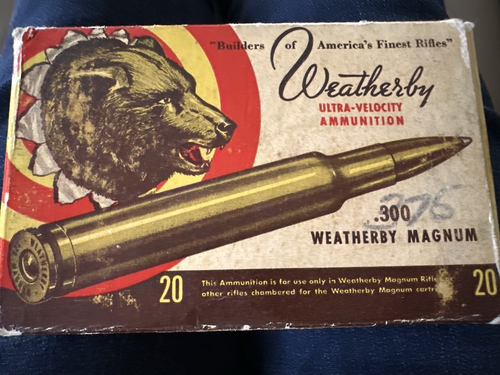 "Builders of America's Finest Rifles"
Weatherby
ULTRA-VELOCITY
AMMUNITION
.300
375
WEATHERBY MAGNUM
20
This Ammunition is for use only in Weatherby Magnum Rifles
other rifles chambered for the Weatherby Magnum
20